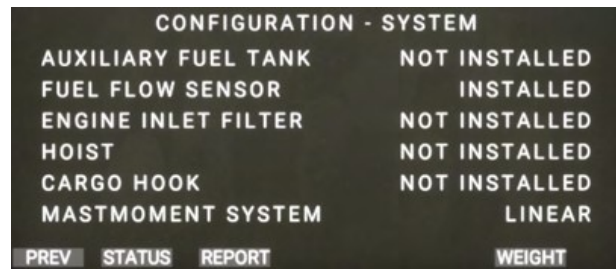 CONFIGURATION - SYSTEM
AUXILIARY FUEL TANK NOT INSTALLED
FUEL FLOW SENSOR INSTALLED
ENGINE INLET FILTER NOT INSTALLED
HOIST NOT INSTALLED
CARGO HOOK NOT INSTALLED
MASTMOMENT SYSTEM LINEAR
PREV STATUS REPORT WEIGHT